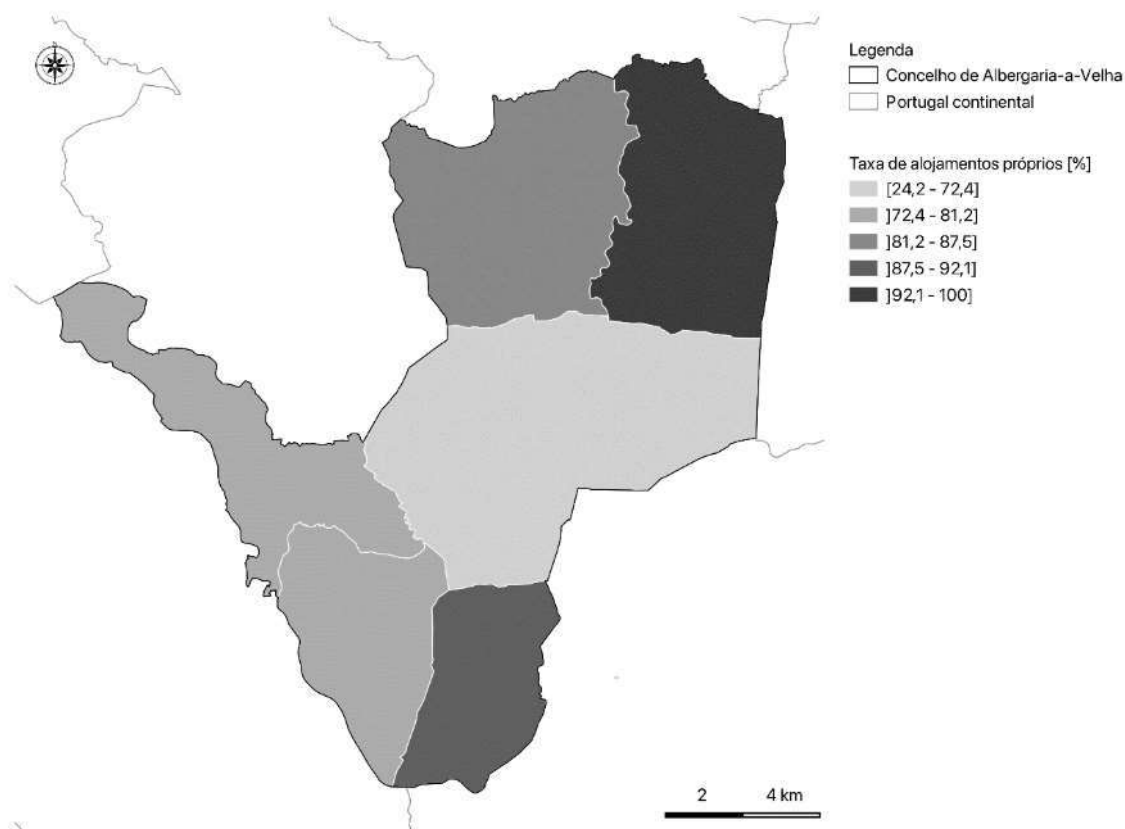 Legenda
Concelho de Albergaria-a-Velha
Portugal continental
Taxa de alojamentos próprios [%]
[24,2 - 72,4]
]72,4 - 81,2]
]81,2 - 87,5]
]87,5 - 92,1]
]92,1 - 100]
2 4 km